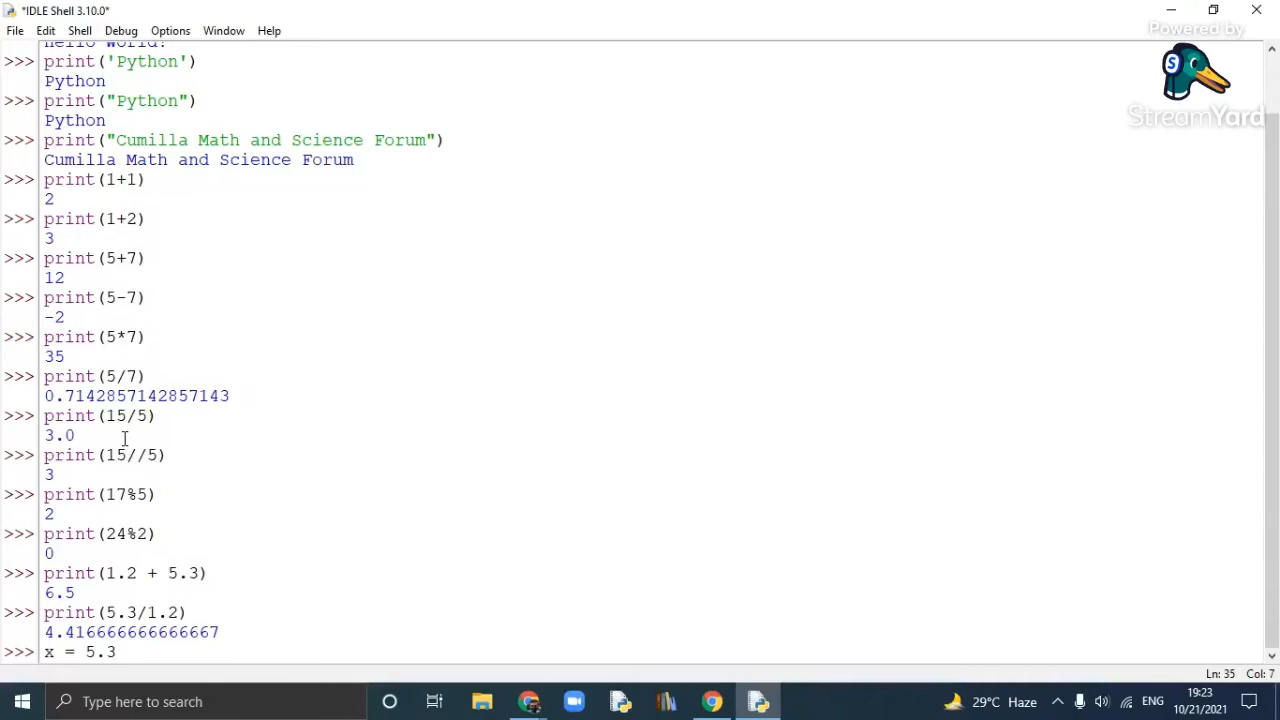 *IDLE Shell 3.10.0*
File Edit Shell Debug Options Window Help
Powered by
StreamYard
Hello World!
>>> print('Python')
Python
>>> print("Python")
Python
>>> print("Cumilla Math and Science Forum")
Cumilla Math and Science Forum
>>> print(1+1)
2
>>> print(1+2)
3
>>> print(5+7)
12
>>> print(5-7)
-2
>>> print(5*7)
35
>>> print(5/7)
0.7142857142857143
>>> print(15/5)
3.0
>>> print(15//5)
3
>>> print(17%5)
2
>>> print(24%2)
0
>>> print(1.2 + 5.3)
6.5
>>> print(5.3/1.2)
4.416666666666667
>>> x = 5.3
Ln: 35 Col: 7
Type here to search
29°C Haze
ENG
19:23
10/21/2021